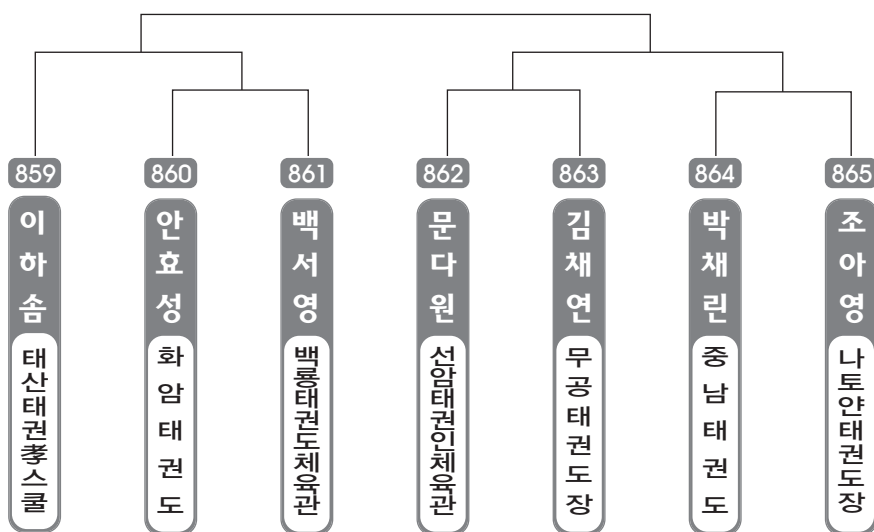 859
860
861
862
863
864
865
이하솜
안효성
백서영
문다원
김채연
박채린
조아영
태산태권孝스쿨
화암태권도
백룡태권도체육관
선암태권인체육관
무공태권도장
중남태권도
나토얀태권도장